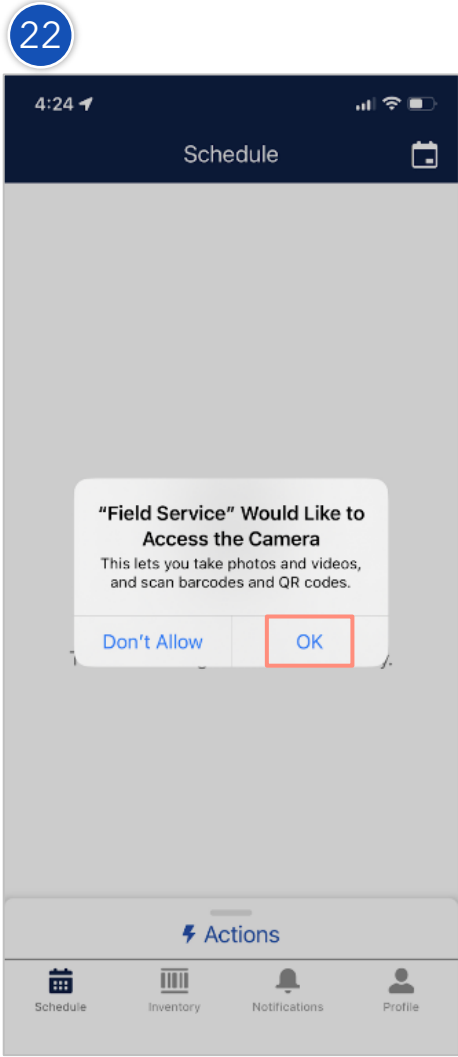 22
4:24
Schedule
“Field Service” Would Like to
Access the Camera
This lets you take photos and videos,
and scan barcodes and QR codes.
Don't Allow
OK
Actions
Schedule
Inventory
Notifications
Profile